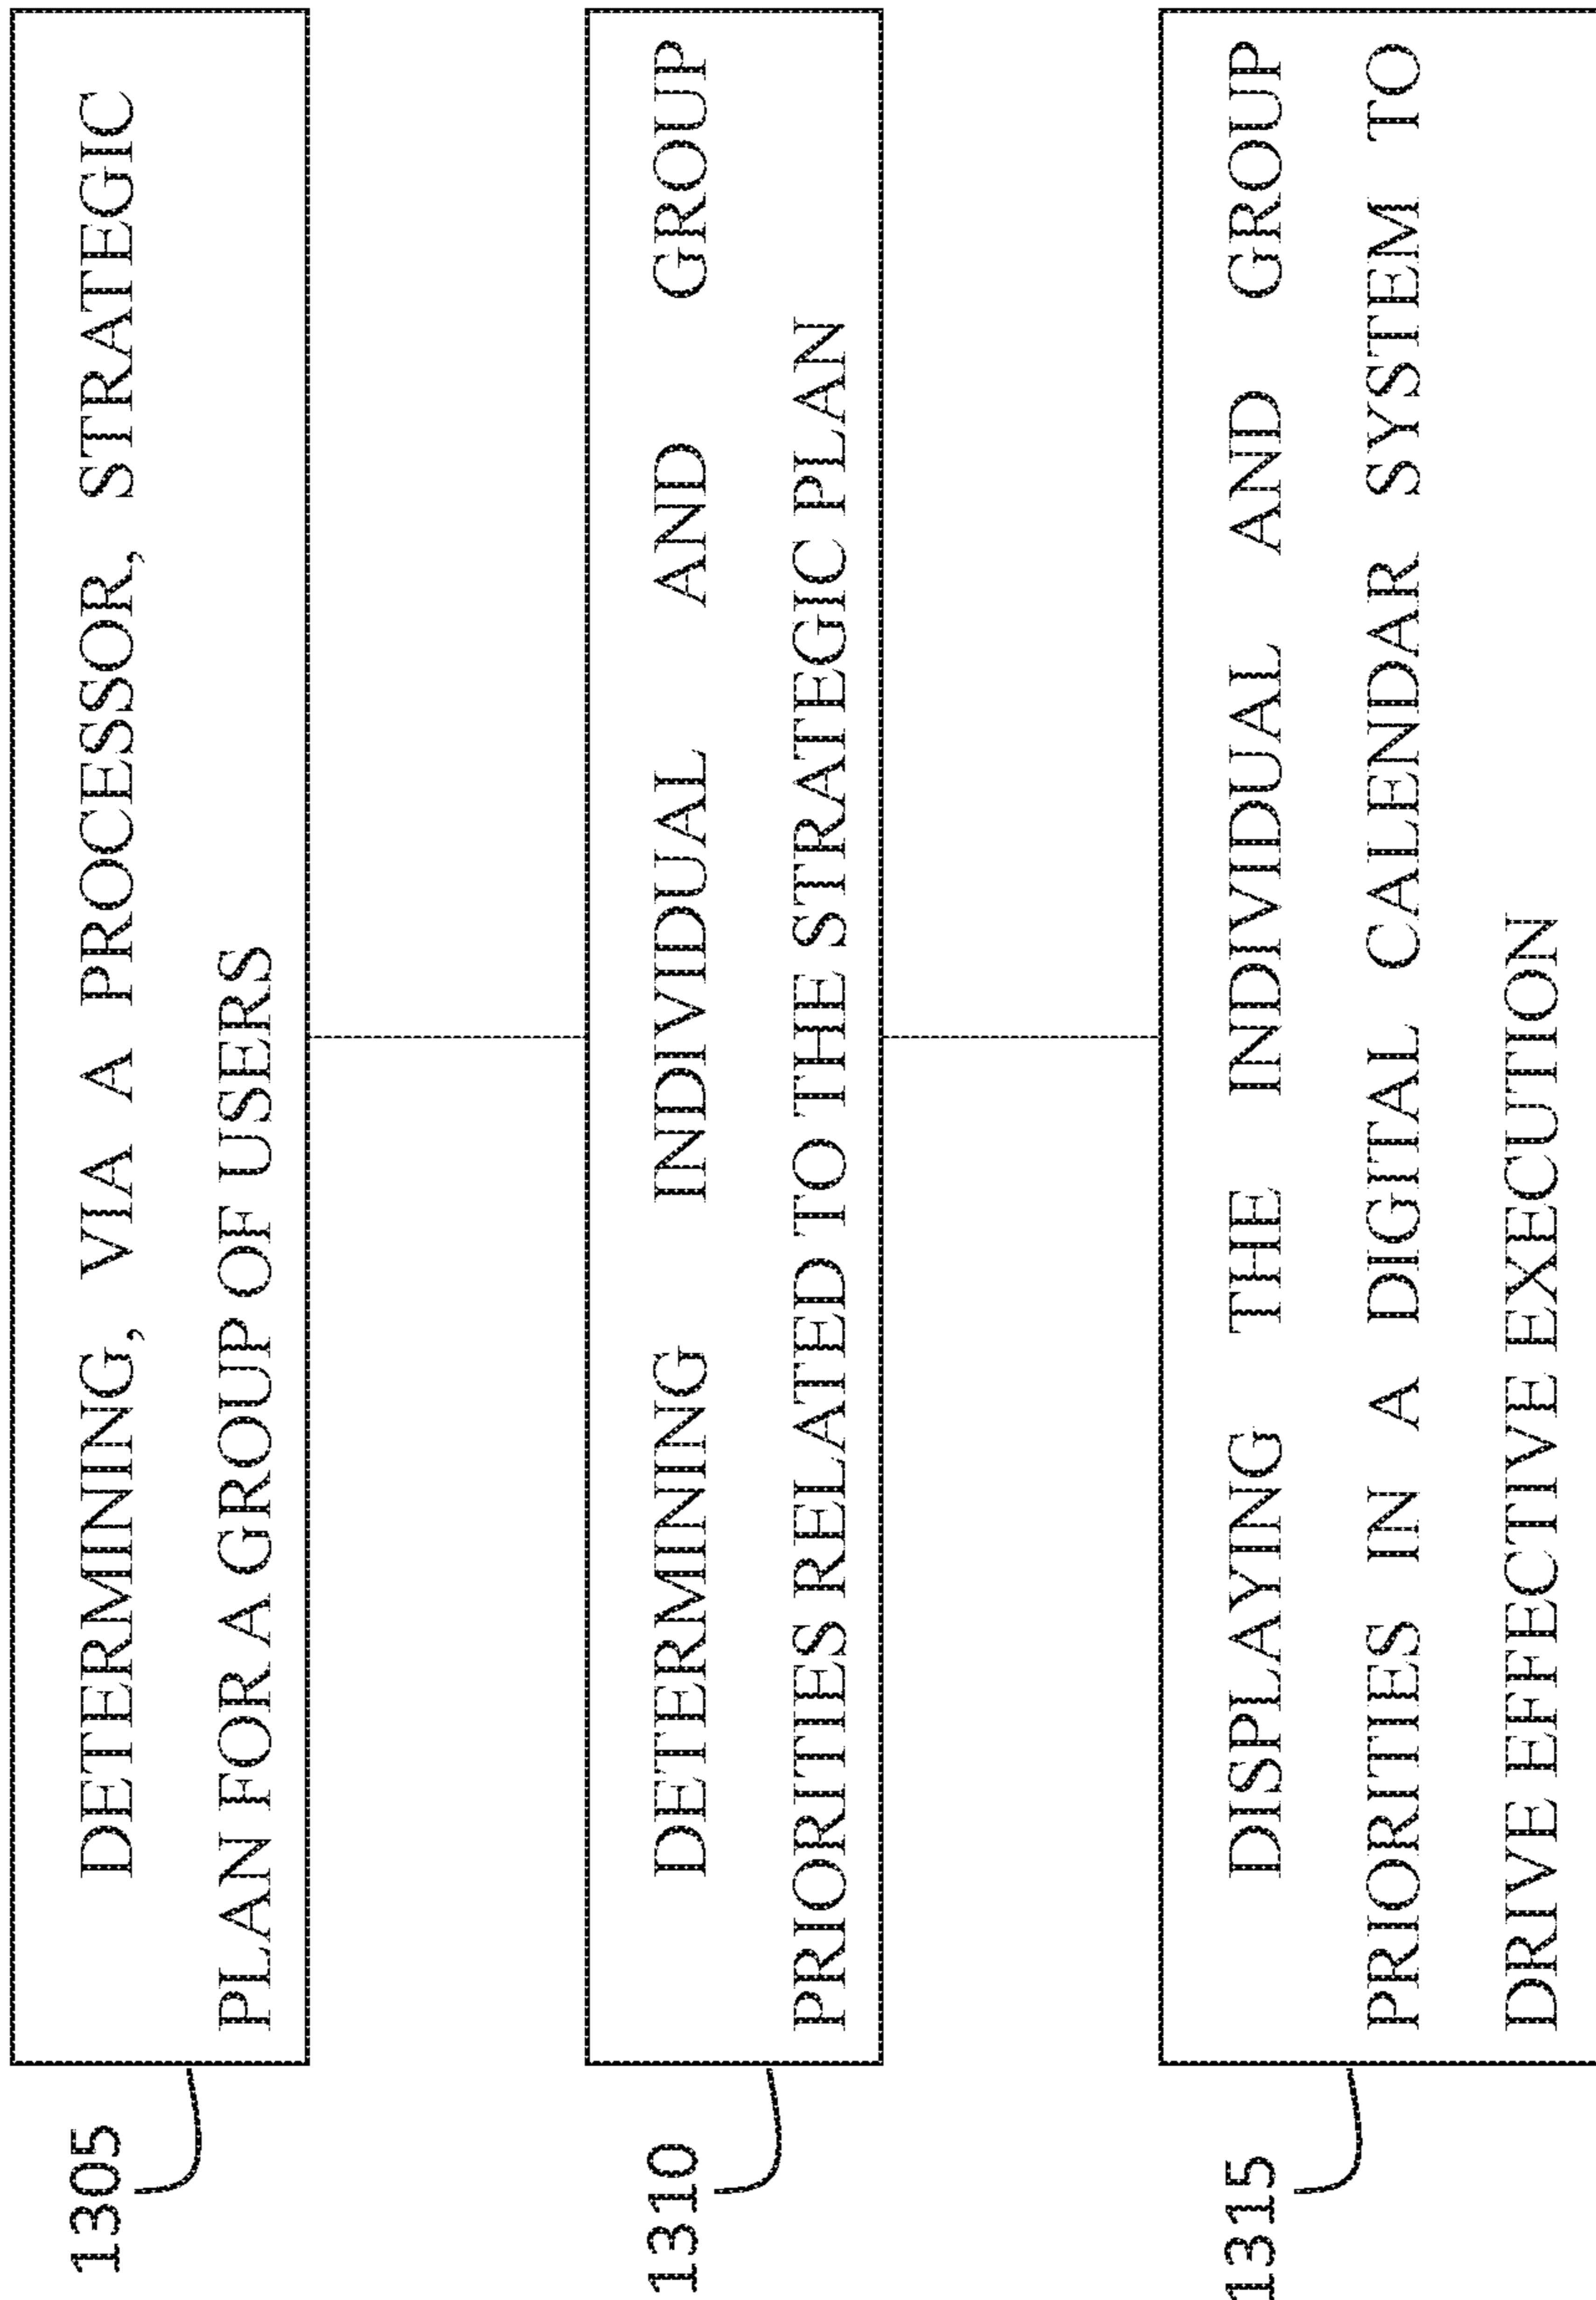 1305
DETERMINING, VIA A PROCESSOR, STRATEGIC
PLAN FOR A GROUP OF USERS
1310
DETERMINING INDIVIDUAL AND GROUP
PRIORITIES RELATED TO THE STRATEGIC PLAN
1315
DISPLAYING THE INDIVIDUAL AND GROUP
PRIORITIES IN A DIGITAL CALENDAR SYSTEM TO
DRIVE EFFECTIVE EXECUTION